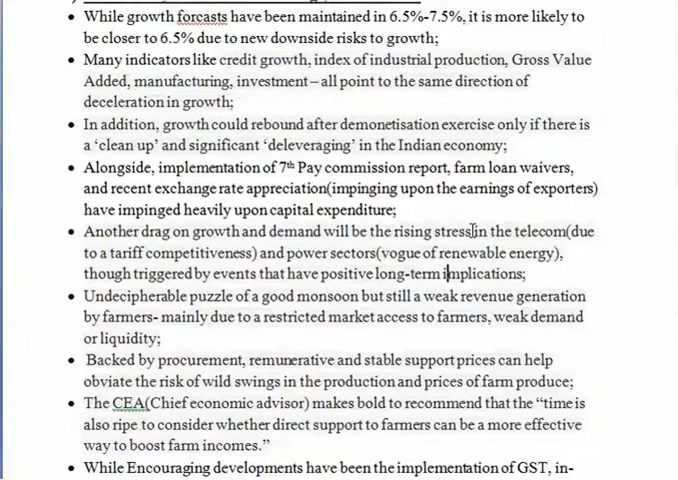 • While growth forcasts have been maintained in 6.5%-7.5%, it is more likely to
be closer to 6.5% due to new downside risks to growth;
• Many indicators like credit growth, index of industrial production, Gross Value
Added, manufacturing, investment– all point to the same direction of
deceleration in growth;
• In addition, growth could rebound after demonetisation exercise only if there is
a ‘clean up’ and significant ‘deleveraging’ in the Indian economy;
• Alongside, implementation of 7th Pay commission report, farm loan waivers,
and recent exchange rate appreciation(impinging upon the earnings of exporters)
have impinged heavily upon capital expenditure;
• Another drag on growth and demand will be the rising stress in the telecom(due
to a tariff competitiveness) and power sectors(vogue of renewable energy),
though triggered by events that have positive long-term implications;
• Undecipherable puzzle of a good monsoon but still a weak revenue generation
by farmers- mainly due to a restricted market access to farmers, weak demand
or liquidity;
• Backed by procurement, remunerative and stable support prices can help
obviate the risk of wild swings in the production and prices of farm produce;
• The CEA(Chief economic advisor) makes bold to recommend that the “time is
also ripe to consider whether direct support to farmers can be a more effective
way to boost farm incomes.”
• While Encouraging developments have been the implementation of GST, in-